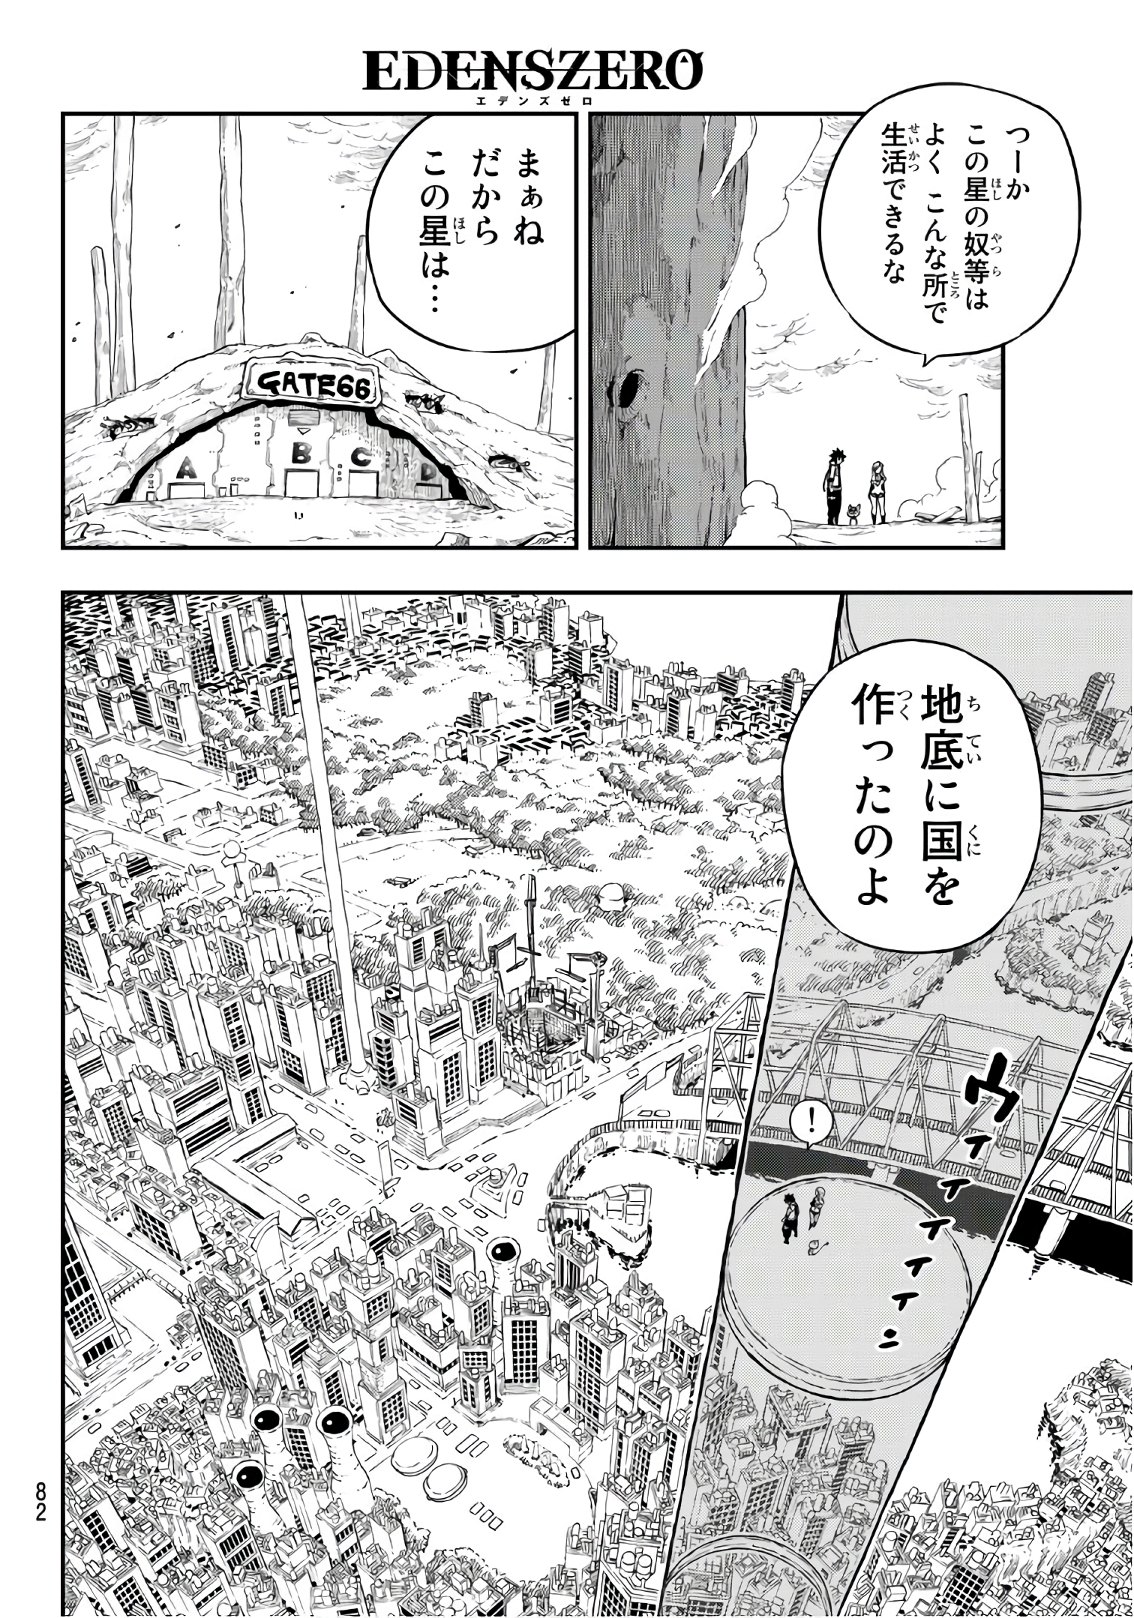 EDENSZERO
エデンズゼロ
つーか
この星の奴等は
よくこんな所で
生活できるな
まぁね
だから
この星は…
GATE66
A
B
C
D
地底に国を
作ったのよ
!
ウィィィィィン
82